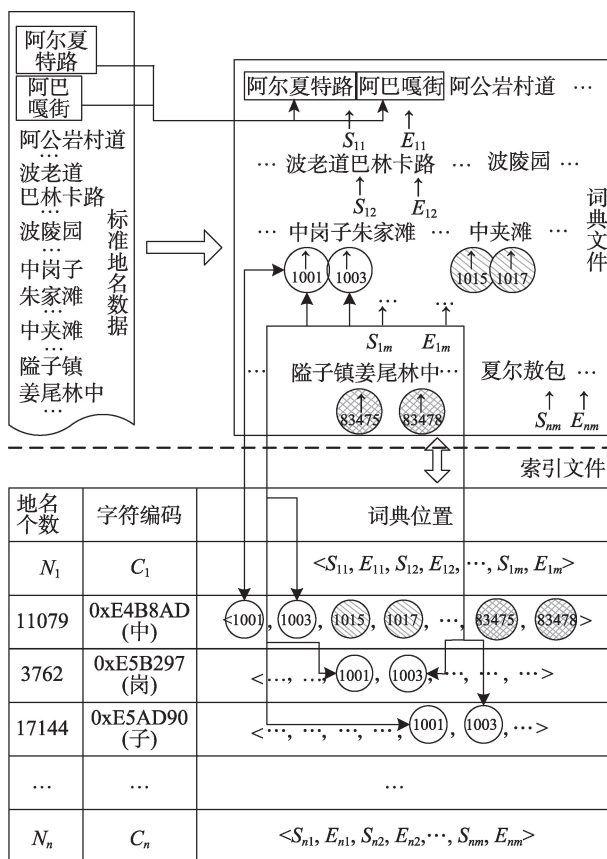 阿尔夏
特路
阿巴
嘎街
阿公岩村道
…
波老道
巴林卡路
…
波陵园
…
中岗子
朱家滩
…
中夹滩
…
隘子镇
姜尾林中
…
标准地名数据
阿尔夏特路 阿巴嘎街 阿公岩村道 …
S11 E11
… 波老道巴林卡路 … 波陵园 …
S12 E12
… 中岗子朱家滩 … 中夹滩 …
1001 1003 1015 1017
… …
S1m E1m
… 隘子镇姜尾林中 … 夏尔敖包 …
83475 83478
Snm Enm
词典文件
索引文件
地名个数 字符编码 词典位置
N1 C1 <S11, E11, S12, E12, …, S1m, E1m>
11079 0xE4B8AD(中) <1001, 1003, 1015, 1017, …, 83475, 83478>
3762 0xE5B297(岗) <…, …, 1001, 1003, …, …, …>
17144 0xE5AD90(子) <…, …, …, …, 1001, 1003, …>
… … …
Nn Cn <Sn1, En1, Sn2, En2, …, Snm, Enm>